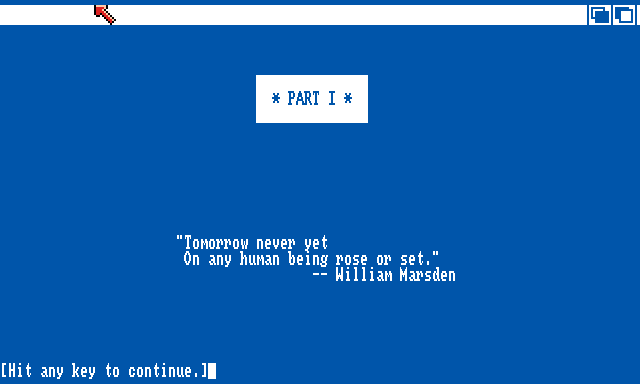 * PART I *
"Tomorrow never yet
On any human being rose or set."
-- William Marsden
[Hit any key to continue.]